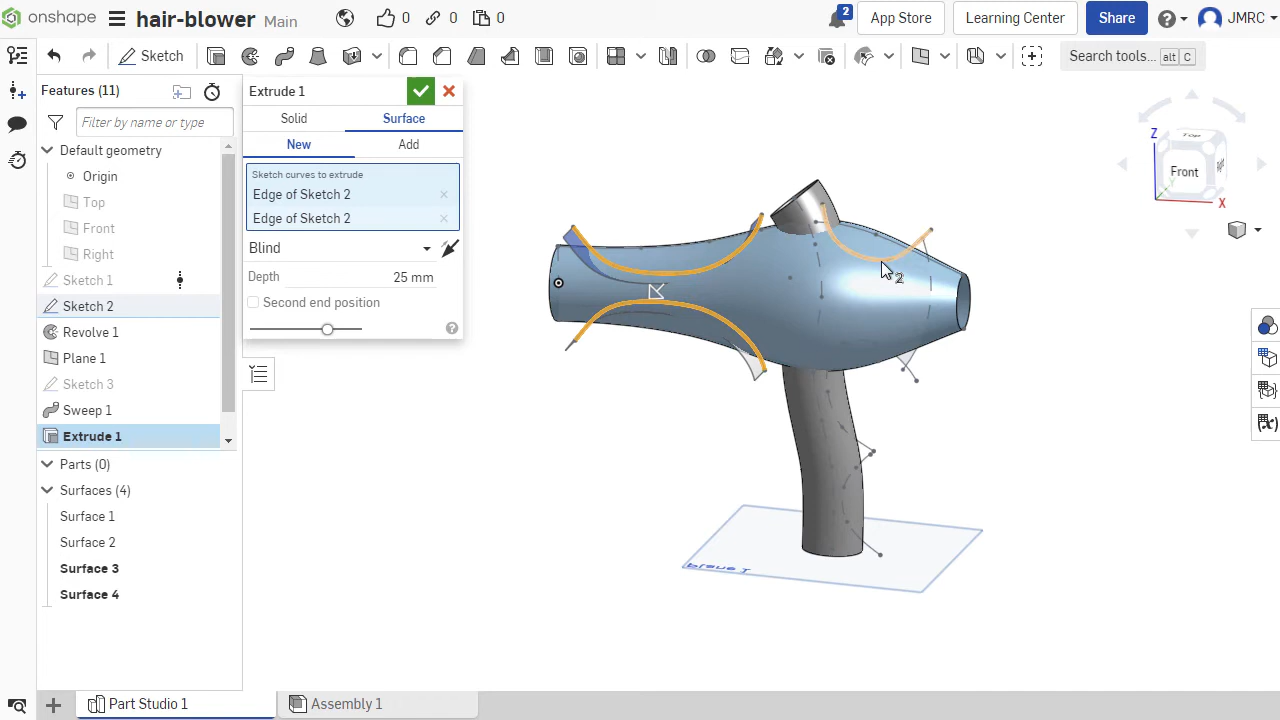 onshape hair-blower Main 0 0 0 2 App Store Learning Center Share JMRC
Sketch Search tools... alt C
Features (11)
Filter by name or type
Default geometry
Origin
Top
Front
Right
Sketch 1
Sketch 2
Revolve 1
Plane 1
Sketch 3
Sweep 1
Extrude 1
Parts (0)
Surfaces (4)
Surface 1
Surface 2
Surface 3
Surface 4
Extrude 1
Solid Surface
New Add
Sketch curves to extrude
Edge of Sketch 2
Edge of Sketch 2
Blind
Depth 25 mm
Second end position
2
Plane 1
Z
Top
Front
X
Part Studio 1 Assembly 1